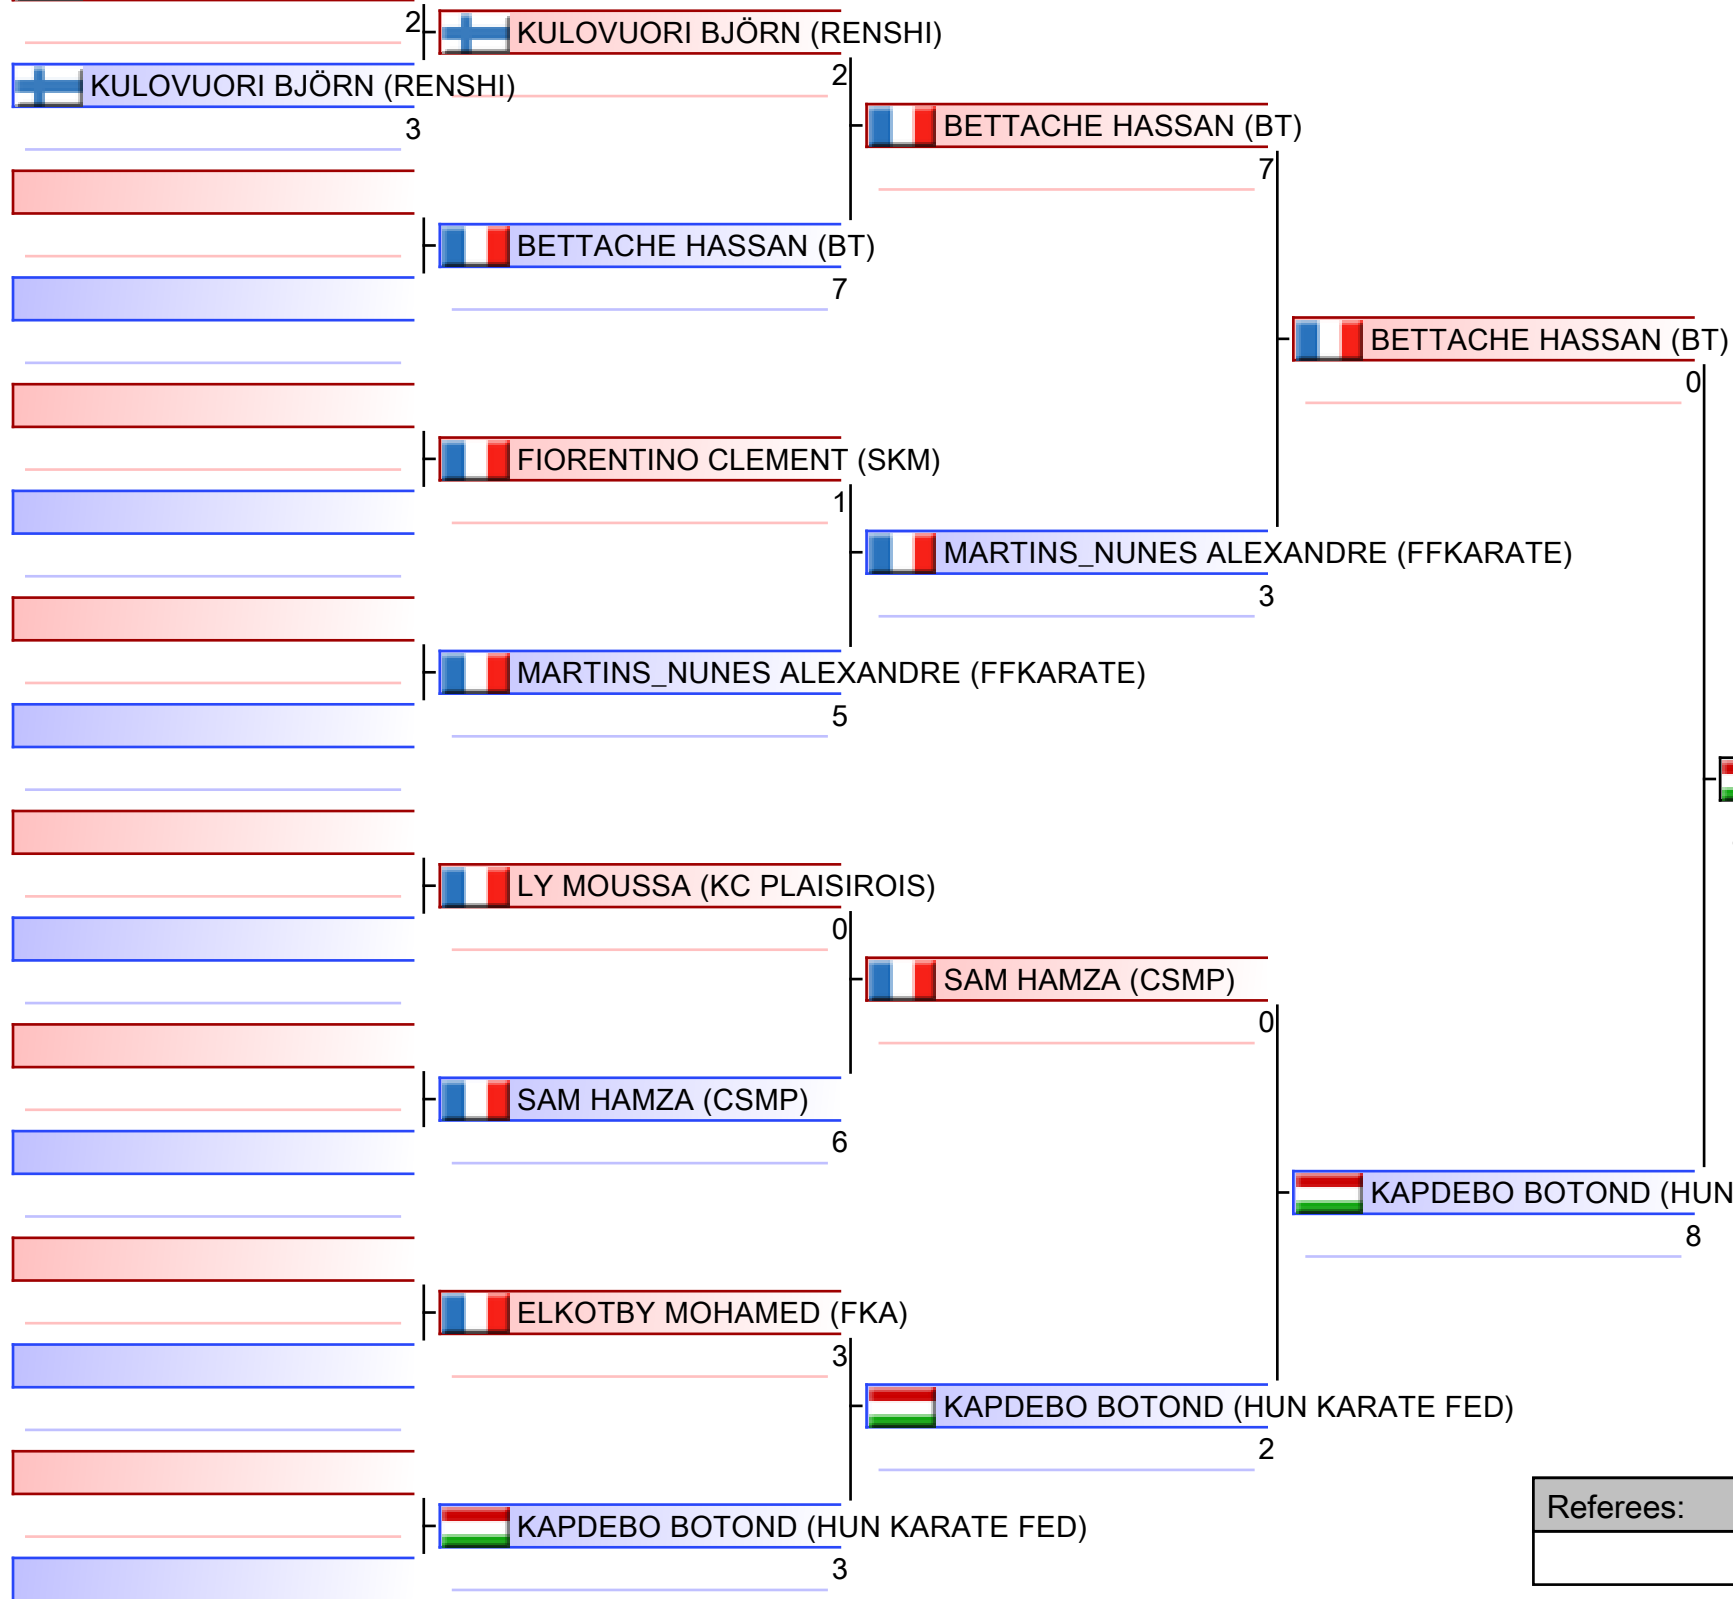 2
KULOVUORI BJÖRN (RENSHI)
KULOVUORI BJÖRN (RENSHI)
2
3
BETTACHE HASSAN (BT)
7
BETTACHE HASSAN (BT)
7
BETTACHE HASSAN (BT)
0
FIORENTINO CLEMENT (SKM)
1
MARTINS_NUNES ALEXANDRE (FFKARATE)
3
MARTINS_NUNES ALEXANDRE (FFKARATE)
5
LY MOUSSA (KC PLAISIROIS)
0
SAM HAMZA (CSMP)
0
SAM HAMZA (CSMP)
6
KAPDEBO BOTOND (HUN
8
ELKOTBY MOHAMED (FKA)
3
KAPDEBO BOTOND (HUN KARATE FED)
2
Referees:
KAPDEBO BOTOND (HUN KARATE FED)
3